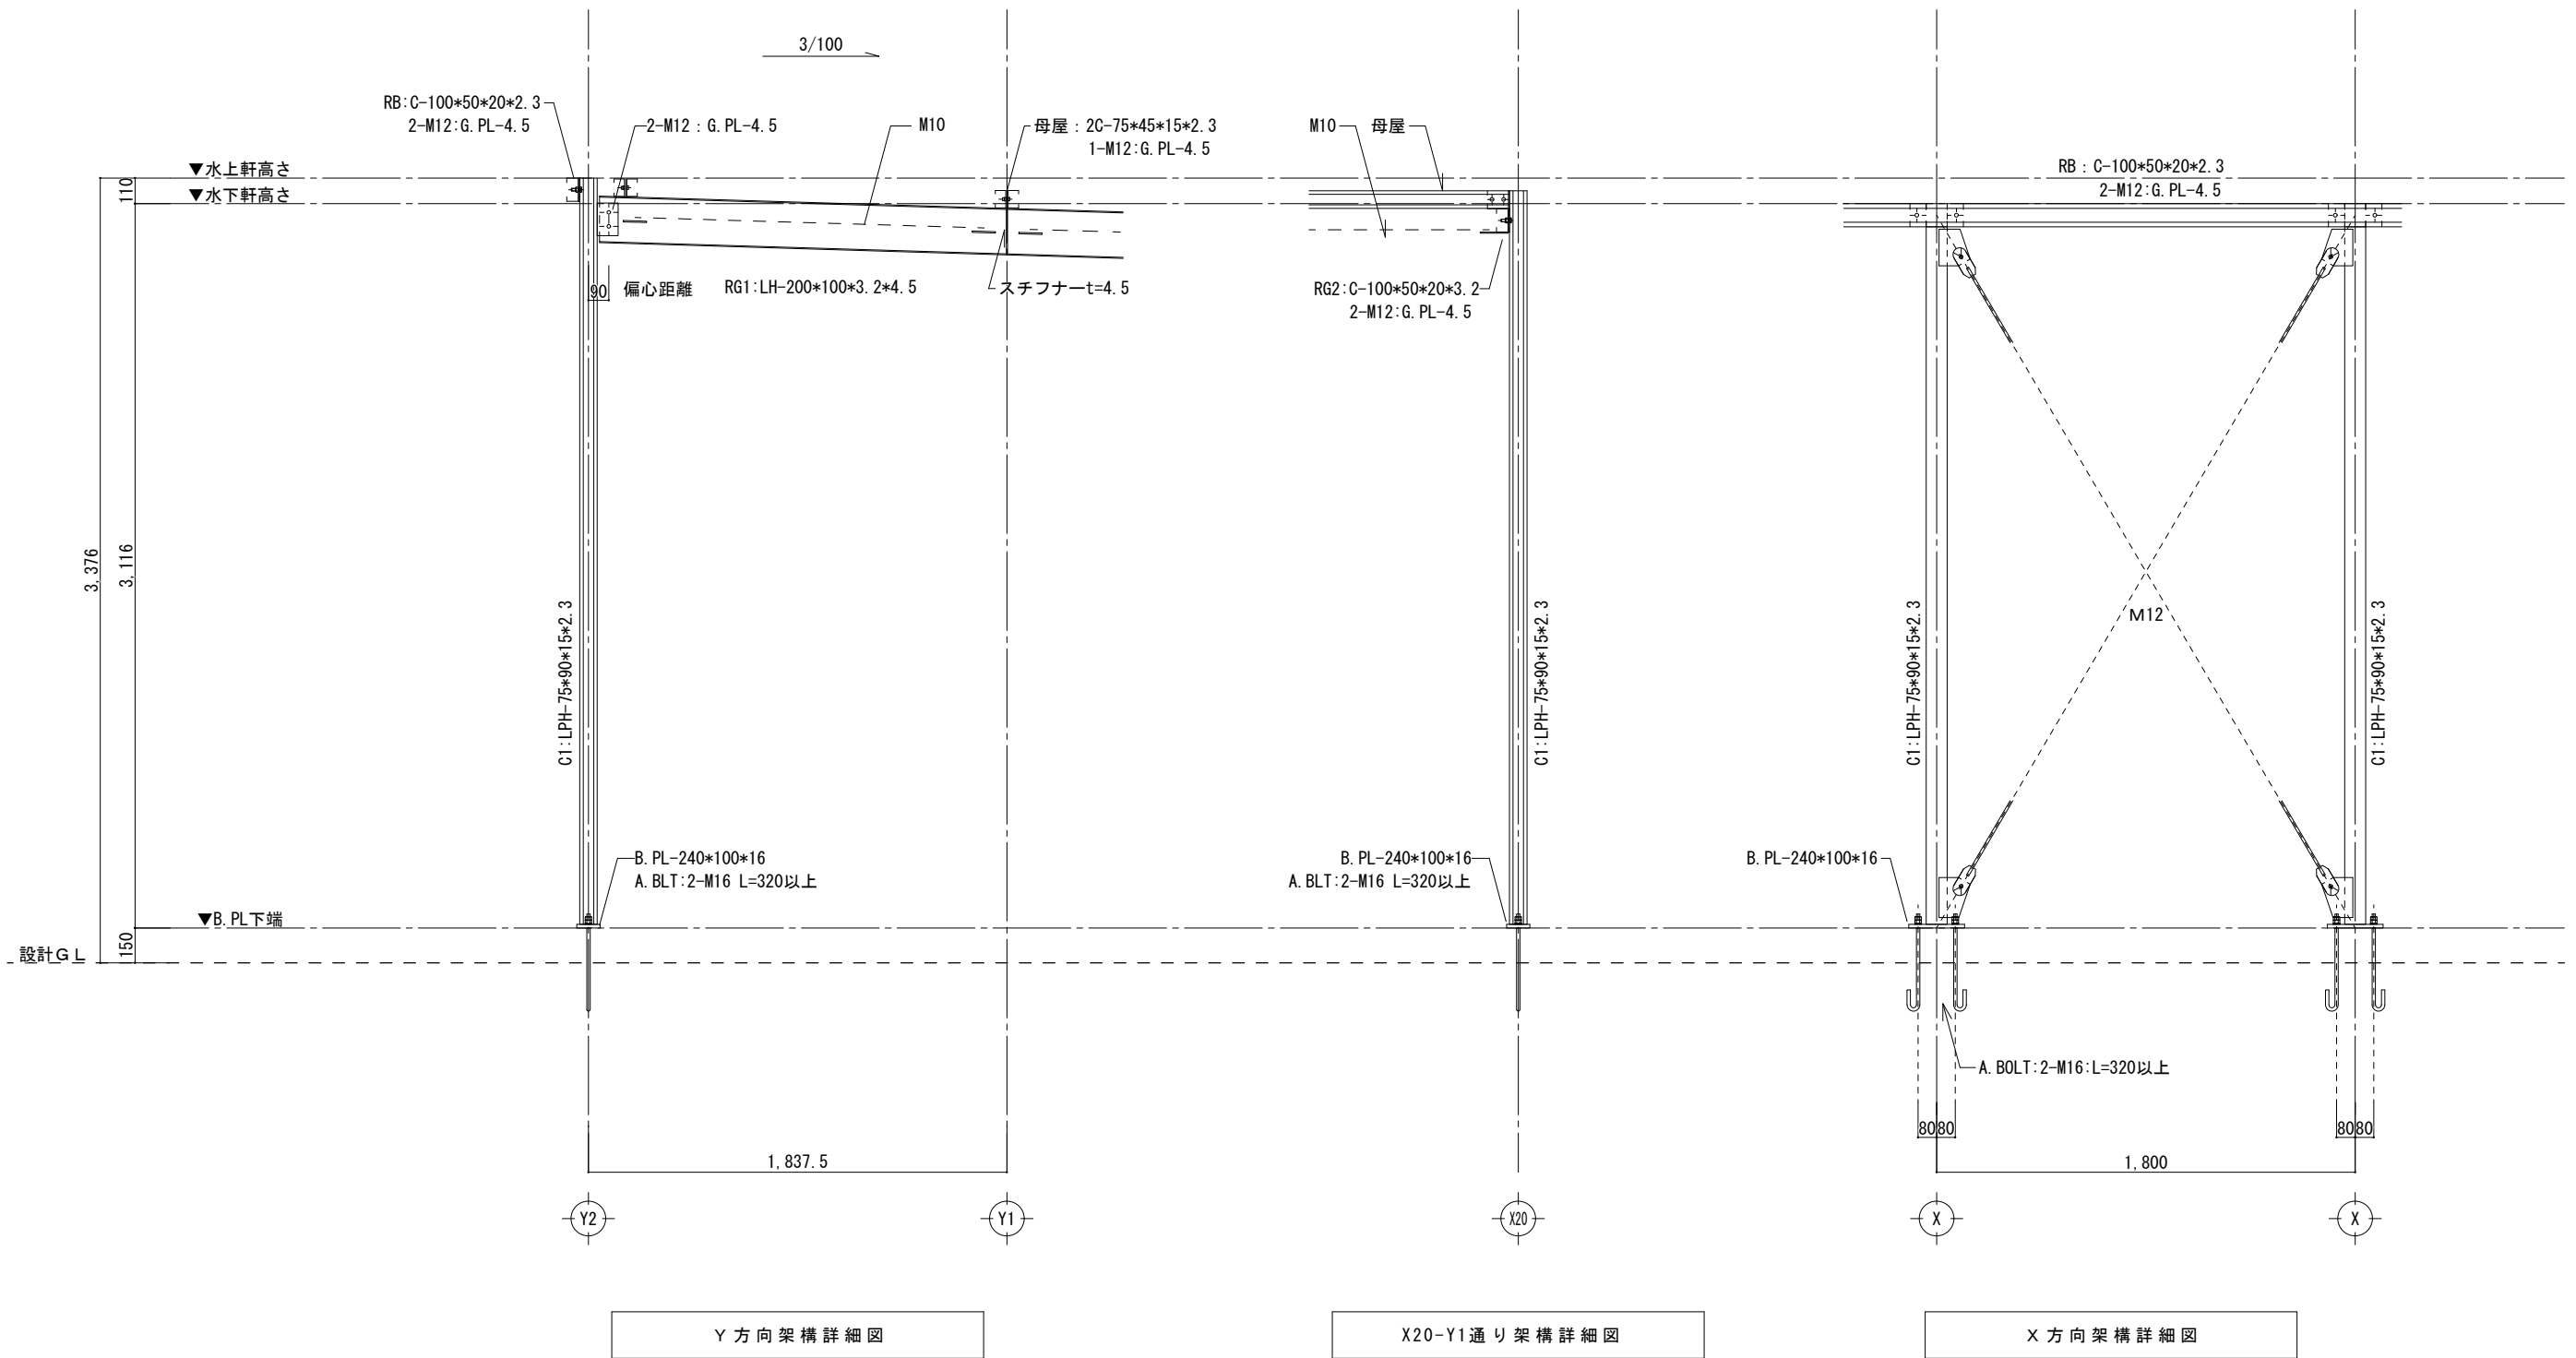 3/100
RB:C-100*50*20*2.3
2-M12:G.PL-4.5
2-M12：G.PL-4.5
M10
母屋：2C-75*45*15*2.3
1-M12:G.PL-4.5
M10
母屋
RB：C-100*50*20*2.3
2-M12:G.PL-4.5
▼水上軒高さ
▼水下軒高さ
110
90
偏心距離
RG1:LH-200*100*3.2*4.5
スチフナーt=4.5
RG2:C-100*50*20*3.2
2-M12:G.PL-4.5
3,376
3,116
C1:LPH-75*90*15*2.3
C1:LPH-75*90*15*2.3
C1:LPH-75*90*15*2.3
M12
C1:LPH-75*90*15*2.3
B.PL-240*100*16
A.BLT:2-M16 L=320以上
B.PL-240*100*16
A.BLT:2-M16 L=320以上
B.PL-240*100*16
▼B.PL下端
150
設計GL
A.BOLT:2-M16:L=320以上
80
80
80
80
1,837.5
1,800
Y2
Y1
X20
X
X
Y方向架構詳細図
X20-Y1通り架構詳細図
X方向架構詳細図